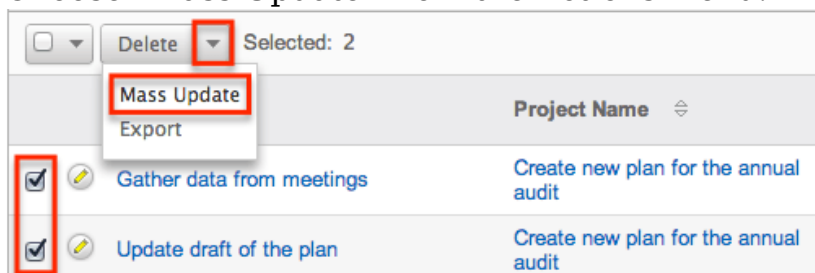 Delete Selected: 2
Mass Update
Export
Project Name
Gather data from meetings
Create new plan for the annual
audit
Update draft of the plan
Create new plan for the annual
audit